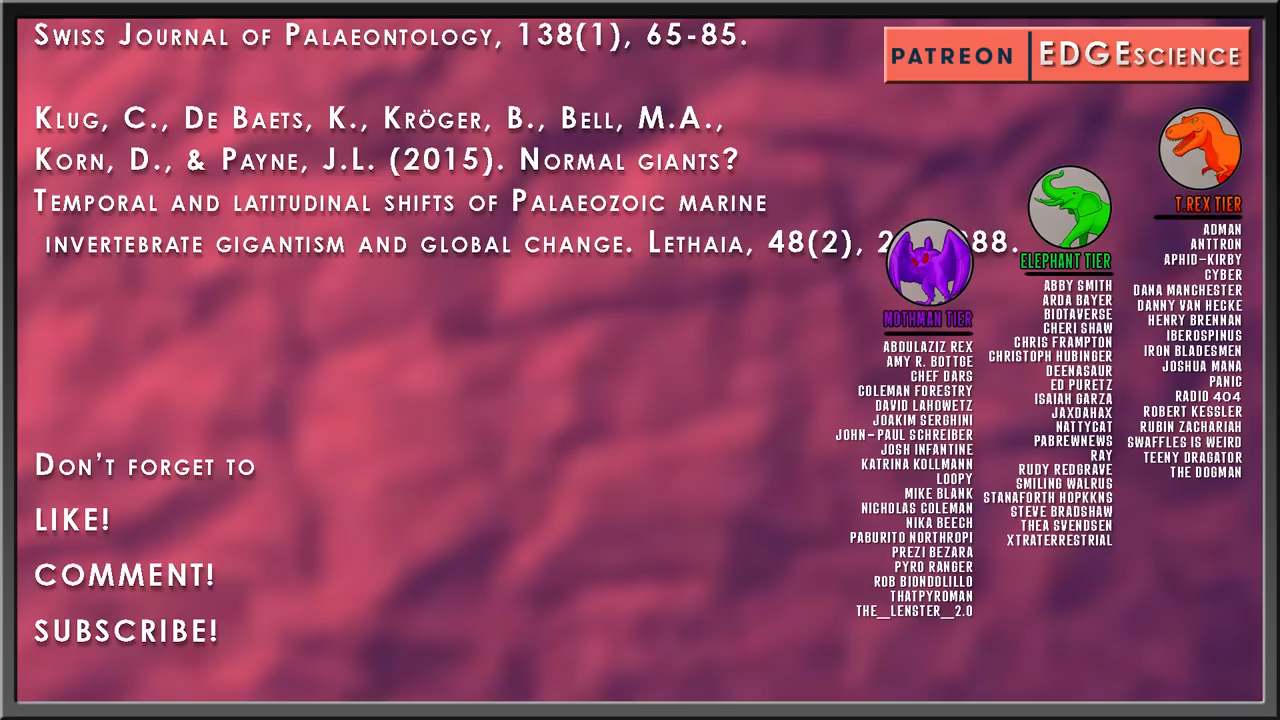 Swiss Journal of Palaeontology, 138(1), 65-85.
Klug, C., De Baets, K., Kröger, B., Bell, M.A.,
Korn, D., & Payne, J.L. (2015). Normal giants?
Temporal and latitudinal shifts of Palaeozoic marine
invertebrate gigantism and global change. Lethaia, 48(2), 2 88.
Don't forget to
LIKE!
COMMENT!
SUBSCRIBE!
PATREON EDGEscience
MOTHMAN TIER
ABDULAZIZ REX
AMY R. BOTTGE
CHEF DARS
COLEMAN FORESTRY
DAVID LAHOWETZ
JOAKIM SERGHINI
JOHN-PAUL SCHREIBER
JOSH INFANTINE
KATRINA KOLLMANN
LOOPY
MIKE BLANK
NICHOLAS COLEMAN
NIKA BEECH
PABURITO NORTHROPI
PREZI BEZARA
PYRO RANGER
ROB BIONDOLILLO
THATPYROMAN
THE_LENSTER_2.0
ELEPHANT TIER
ABBY SMITH
ARDA BAYER
BIOTAVERSE
CHERI SHAW
CHRIS FRAMPTON
CHRISTOPH HUBINGER
DEENASAUR
ED PURETZ
ISAIAH GARZA
JAXDAHAX
NATTYCAT
PABREWNEWS
RAY
RUDY REDGRAVE
SMILING WALRUS
STANAFORTH HOPKKNS
STEVE BRADSHAW
THEA SVENDSEN
XTRATERRESTRIAL
T.REX TIER
ADMAN
ANTTRON
APHID-KIRBY
CYBER
DANA MANCHESTER
DANNY VAN HECKE
HENRY BRENNAN
IBEROSPINUS
IRON BLADESMEN
JOSHUA MANA
PANIC
RADIO 404
ROBERT KESSLER
RUBIN ZACHARIAH
SWAFFLES IS WEIRD
TEENY DRAGATOR
THE DOGMAN